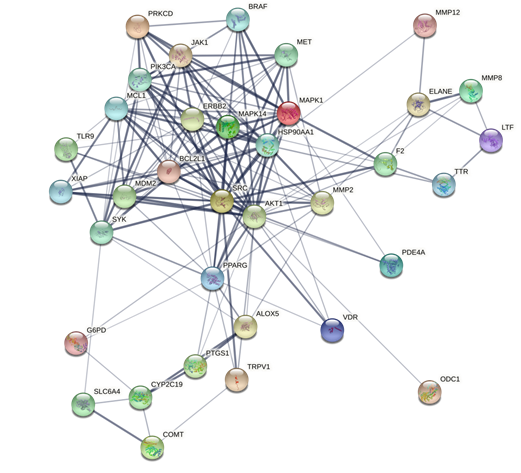 BRAF
PRKCD
MMP12
JAK1
MET
PIK3CA
MMP8
ELANE
MCL1
MAPK1
ERBB2
MAPK14
HSP90AA1
LTF
TLR9
F2
BCL2L1
TTR
XIAP
MDM2
SRC
MMP2
AKT1
SYK
PDE4A
PPARG
ALOX5
VDR
G6PD
PTGS1
TRPV1
ODC1
CYP2C19
SLC6A4
COMT